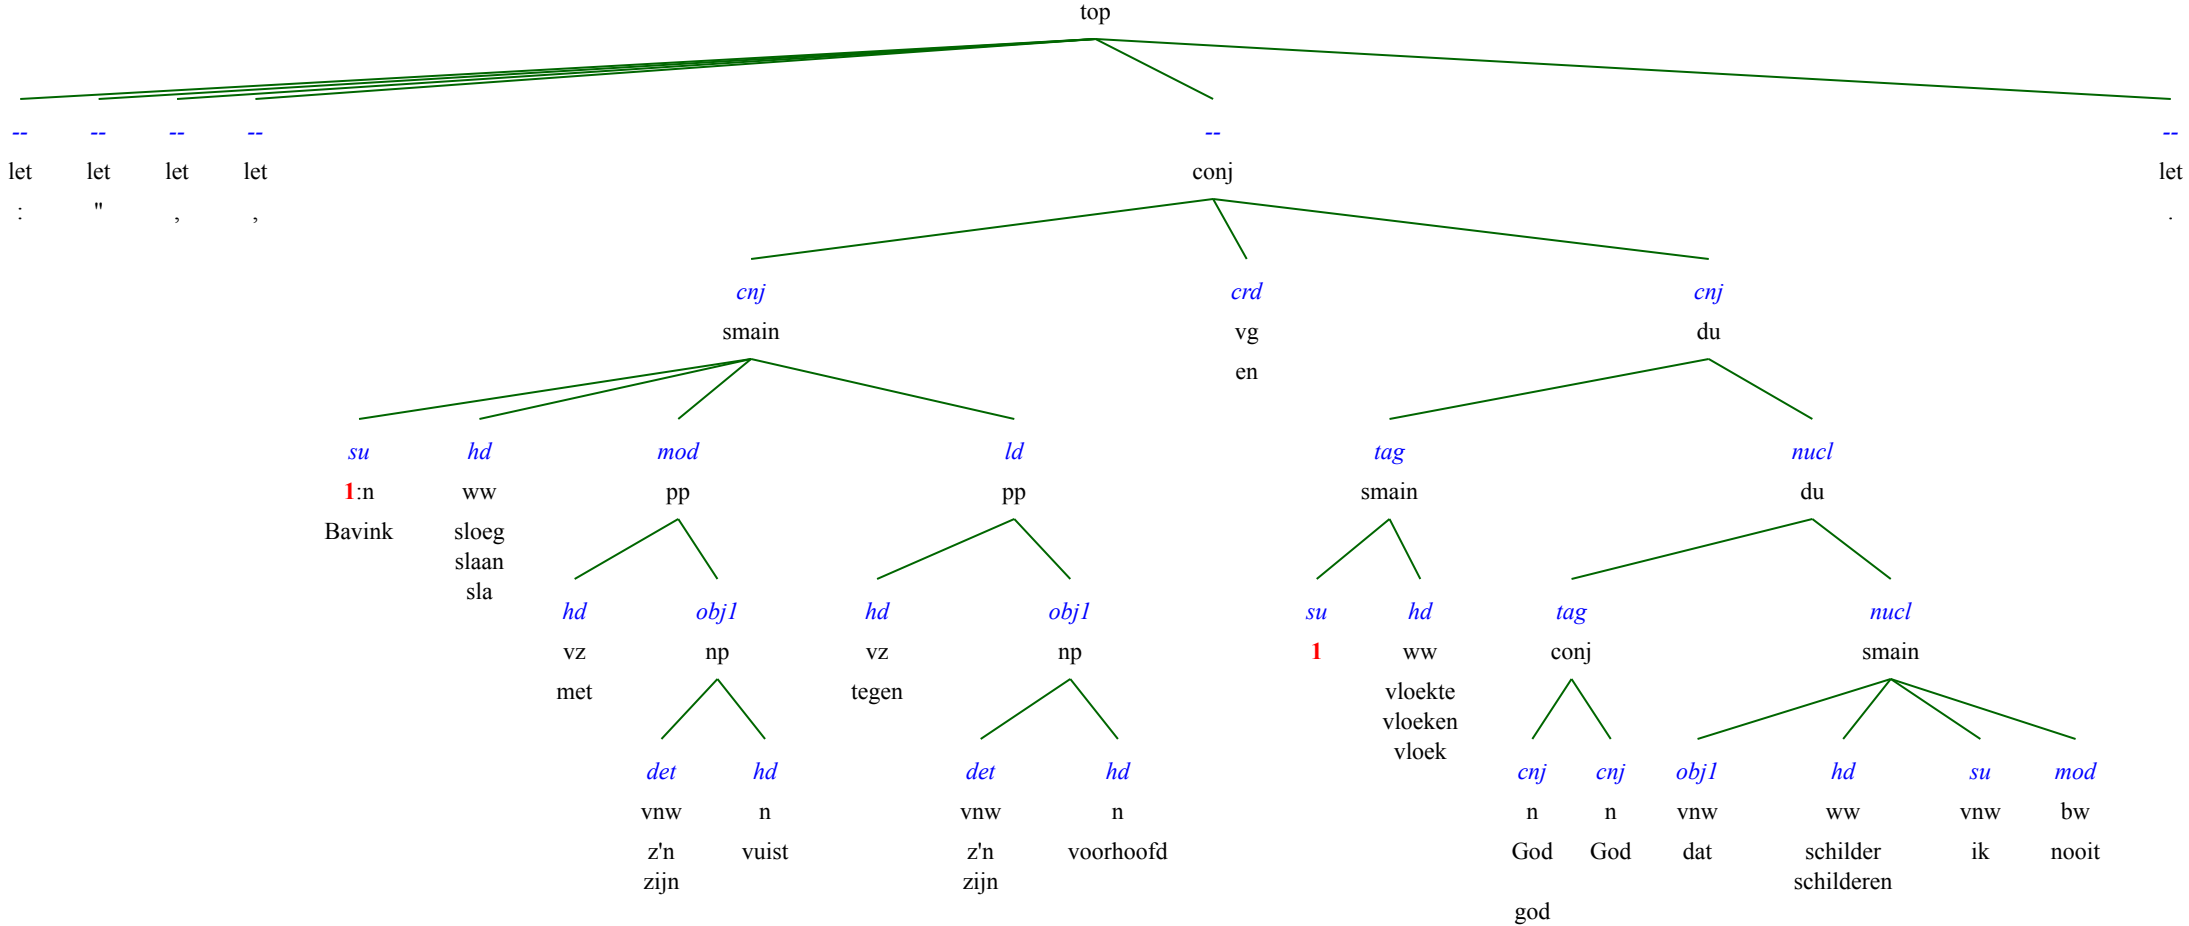 top
-- -- -- -- -- --
let let let let conj let
: " , , .
cnj crd cnj
smain vg du
en
su hd mod ld tag nucl
1:n ww pp pp smain du
Bavink sloeg
slaan
sla
hd obj1 hd obj1 su hd tag nucl
vz np vz np 1 ww conj smain
met tegen vloekte
vloeken
vloek
det hd det hd cnj cnj obj1 hd su mod
vnw n vnw n n n vnw ww vnw bw
z'n vuist z'n voorhoofd God God dat schilder ik nooit
zijn zijn schilderen
god